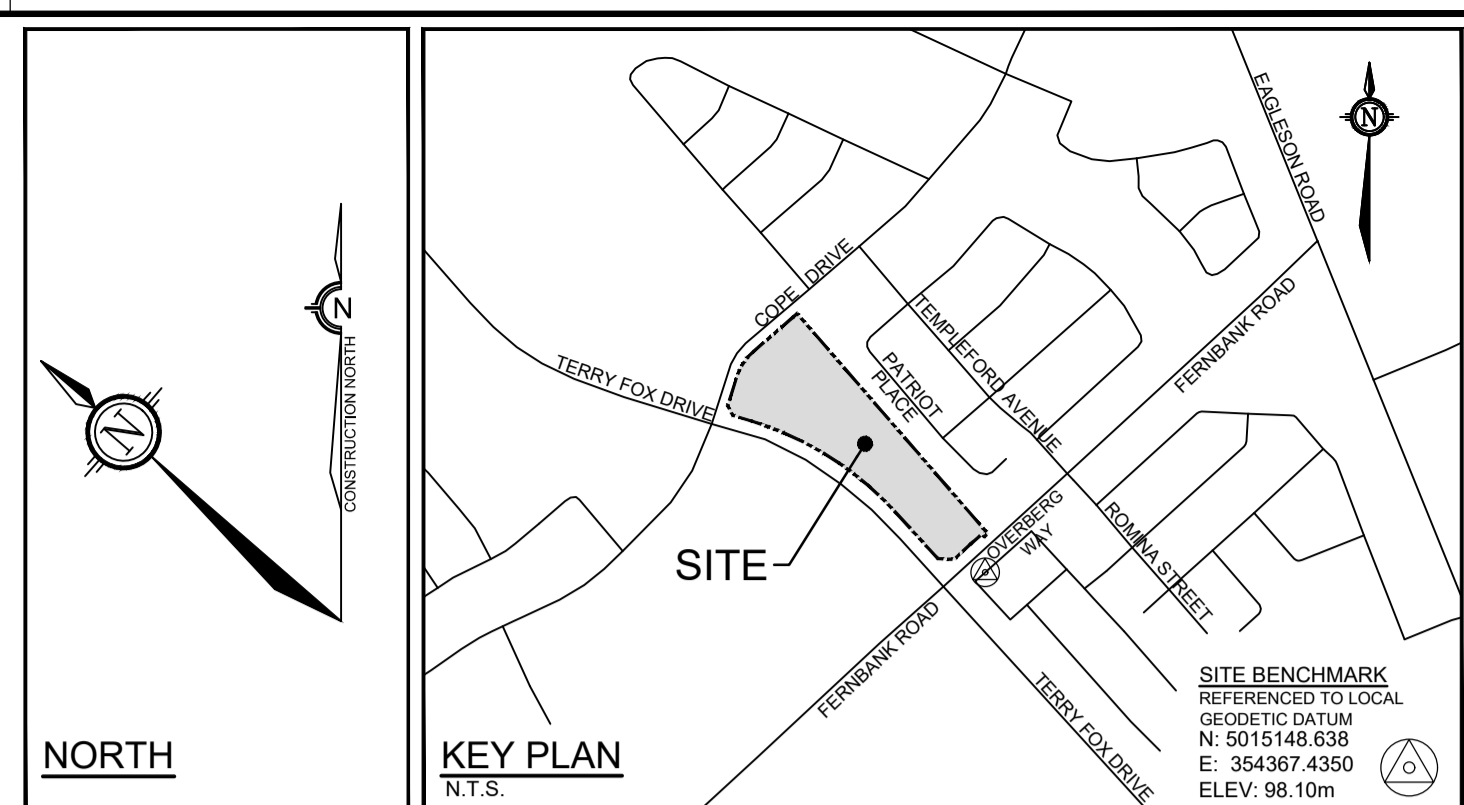 N
N
CONSTRUCTION NORTH
NORTH
EAGLESON ROAD
N
COPE DRIVE
TERRY FOX DRIVE
TEMPLEFORD AVENUE
PATRIOT
PLACE
FERNBANK ROAD
SITE
OVERBERG
WAY
ROMINA STREET
FERNBANK ROAD
TERRY FOX DRIVE
KEY PLAN
N.T.S.
SITE BENCHMARK
REFERENCED TO LOCAL
GEODETIC DATUM
N: 5015148.638
E: 354367.4350
ELEV: 98.10m